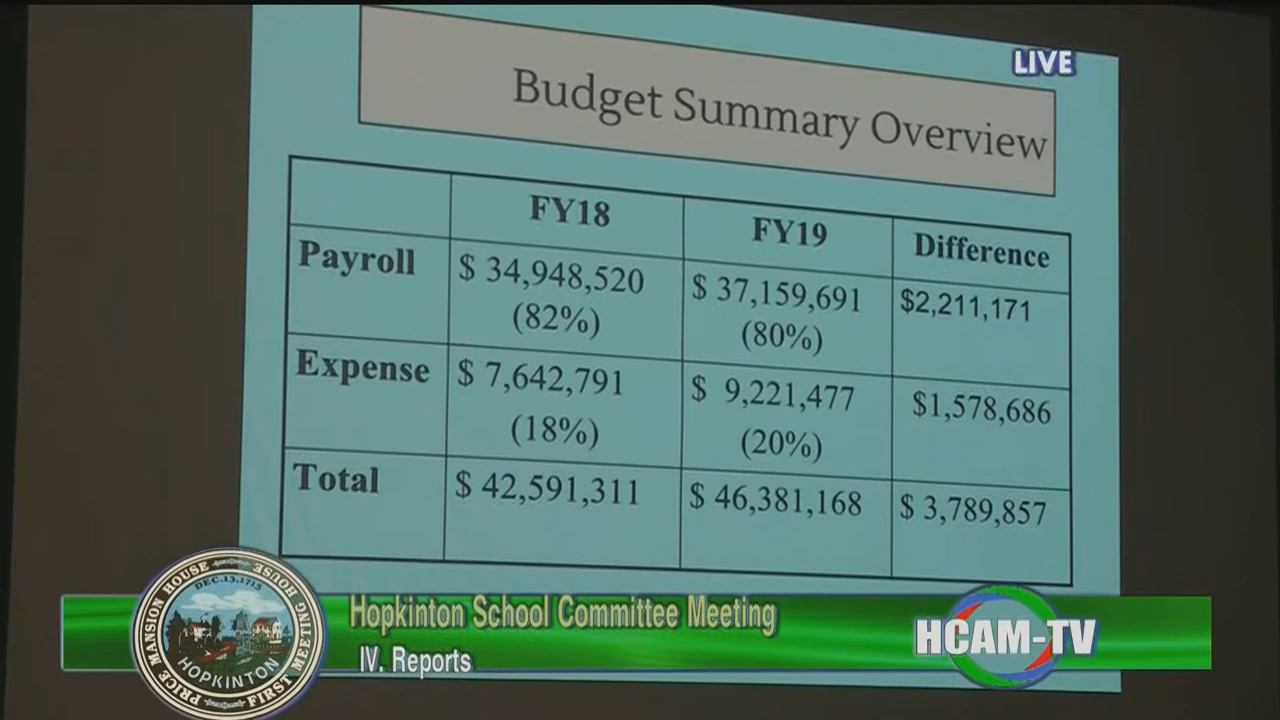 LIVE
Budget Summary Overview
FY18 FY19 Difference
Payroll $ 34,948,520 $ 37,159,691 $2,211,171
(82%) (80%)
Expense $ 7,642,791 $ 9,221,477 $1,578,686
(18%) (20%)
Total $ 42,591,311 $ 46,381,168 $ 3,789,857
Hopkinton School Committee Meeting
IV. Reports
HCAM-TV
PRICE MANSION HOUSE
FIRST MEETING HOUSE
DEC. 13. 1715
HOPKINTON